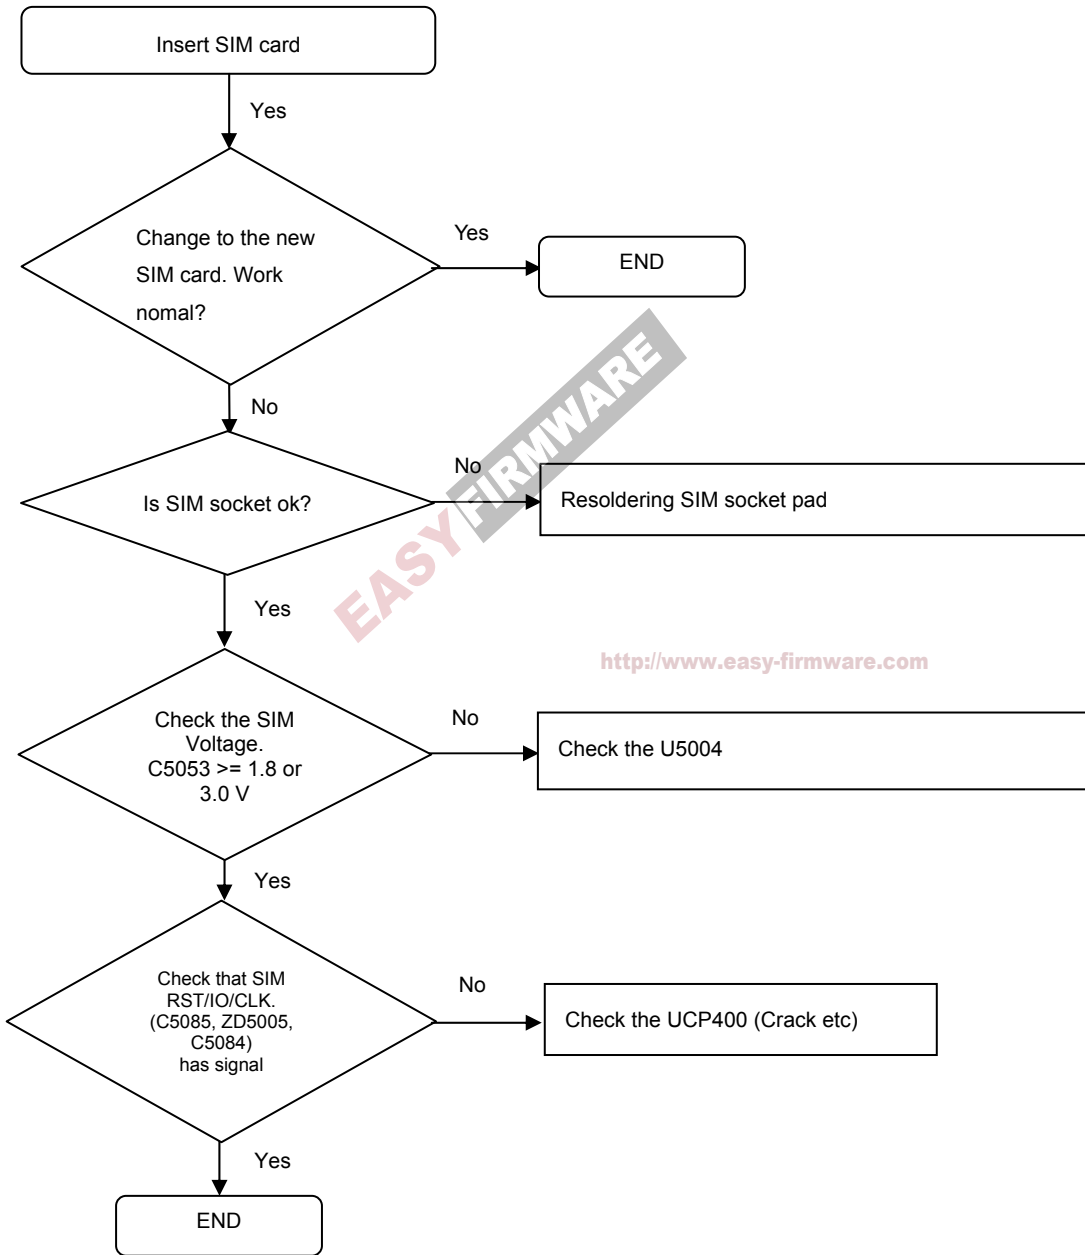 Insert SIM card
Yes
Change to the new
SIM card. Work
nomal?
Yes
END
No
Is SIM socket ok?
No
Resoldering SIM socket pad
EASY FIRMWARE
Yes
http://www.easy-firmware.com
Check the SIM
Voltage.
C5053 >= 1.8 or
3.0 V
No
Check the U5004
Yes
Check that SIM
RST/IO/CLK.
(C5085, ZD5005,
C5084)
has signal
No
Check the UCP400 (Crack etc)
Yes
END